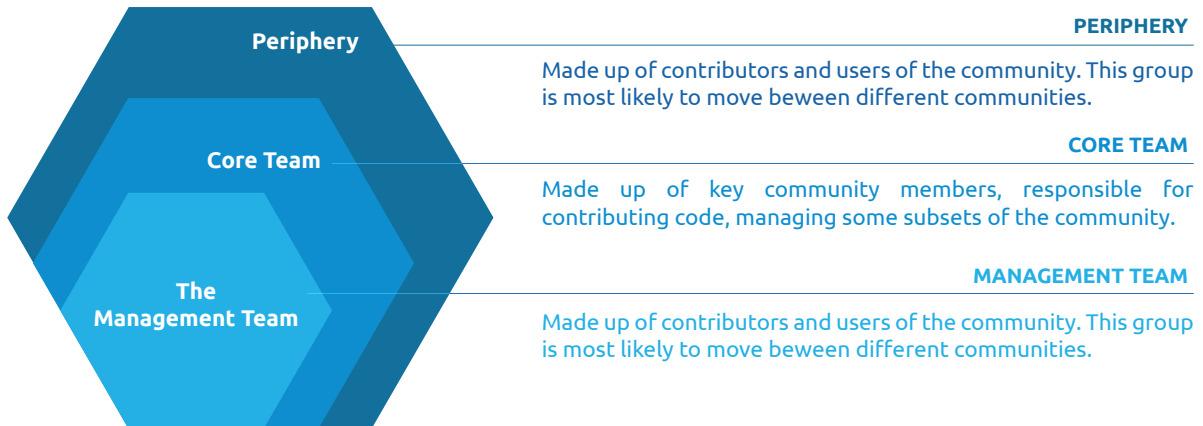 Periphery
PERIPHERY
Made up of contributors and users of the community. This group
is most likely to move beween different communities.
Core Team
CORE TEAM
Made up of key community members, responsible for
contributing code, managing some subsets of the community.
The
Management Team
MANAGEMENT TEAM
Made up of contributors and users of the community. This group
is most likely to move beween different communities.